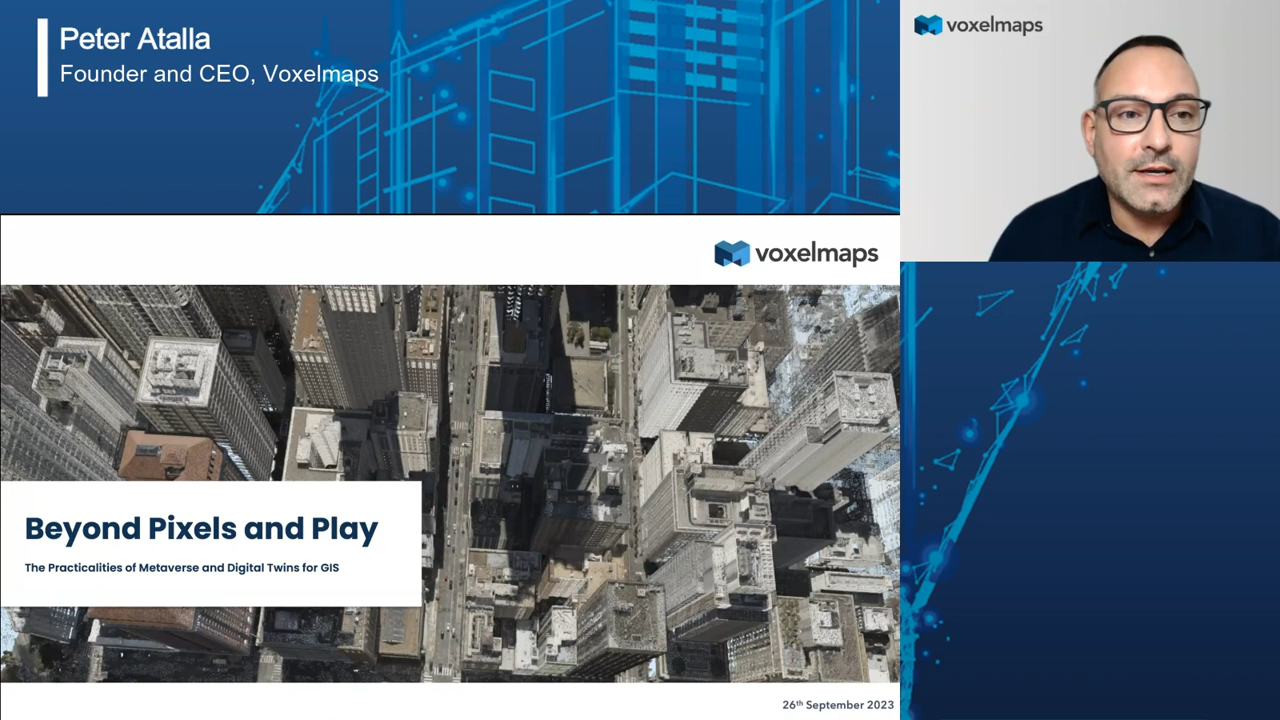 Peter Atalla
Founder and CEO, Voxelmaps
voxelmaps
voxelmaps
Beyond Pixels and Play
The Practicalities of Metaverse and Digital Twins for GIS
26th September 2023